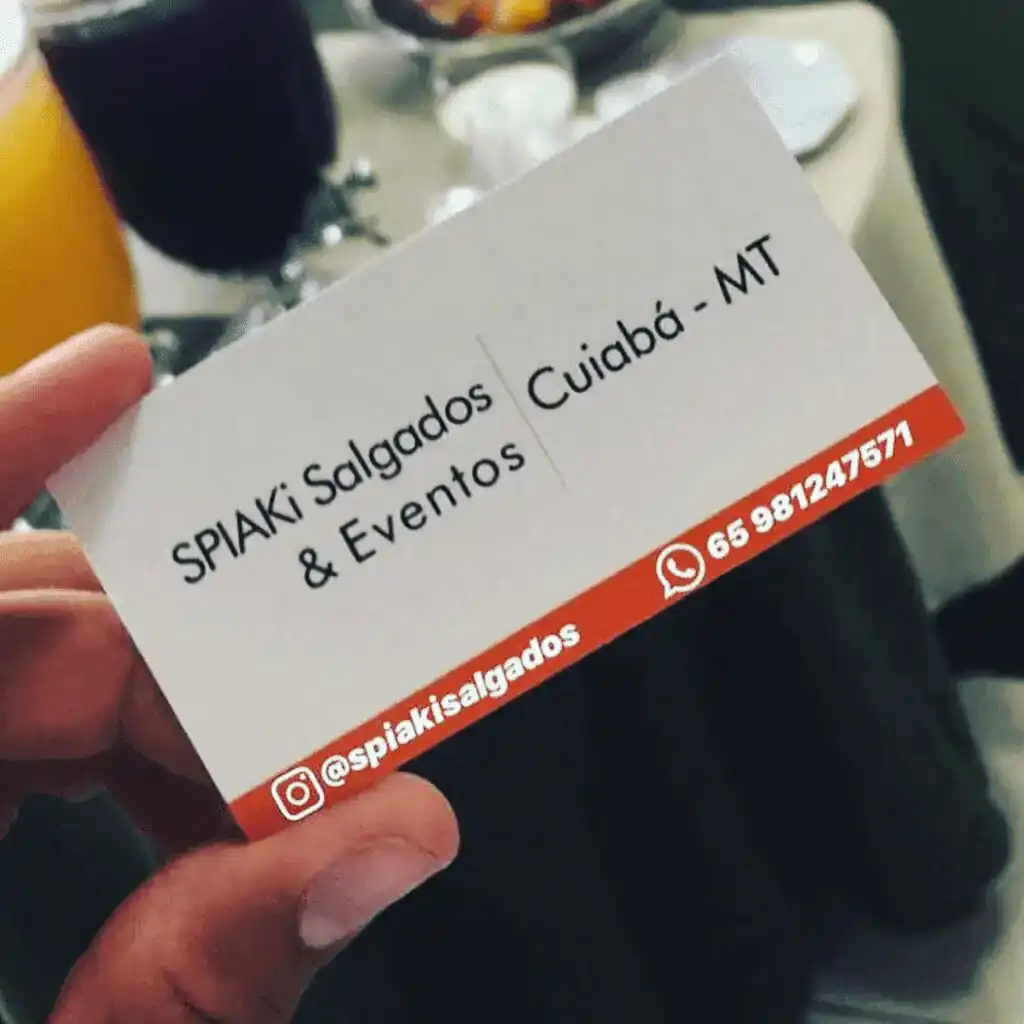 SPIAKi Salgados
& Eventos
Cuiabá - MT
@spiakisalgados
65 981247571